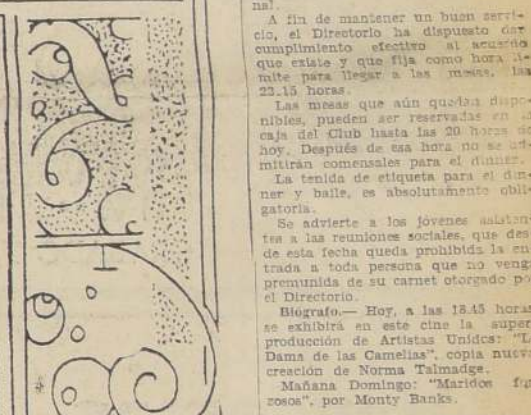 nal.
A fin de mantener un buen servi-
cio, el Directorio ha dispuesto dar
cumplimiento efectivo al acuerdo
que existe y que fija como hora lí-
mite para llegar a las mesas, las
22.15 horas.
Las mesas que aún quedan dispo
nibles, pueden ser reservadas en
caja del Club hasta las 20 horas de
hoy. Después de esa hora no se ad-
mitirán comensales para el dinner.
La tenida de etiqueta para el din-
ner y baile, es absolutamente obli
gatoria.
Se advierte a los jóvenes asisten-
tes a las reuniones sociales, que des
de esta fecha queda prohibida la en
trada a toda persona que no venga
premunida de su carnet otorgado por
el Directorio.
Biógrafo.— Hoy, a las 18.45 horas
se exhibirá en este cine la super
producción de Artistas Unidos: "L
Dama de las Camelias", copia nueva
creación de Norma Talmadge.
Mañana Domingo: "Maridos
zosos", por Monty Banks.